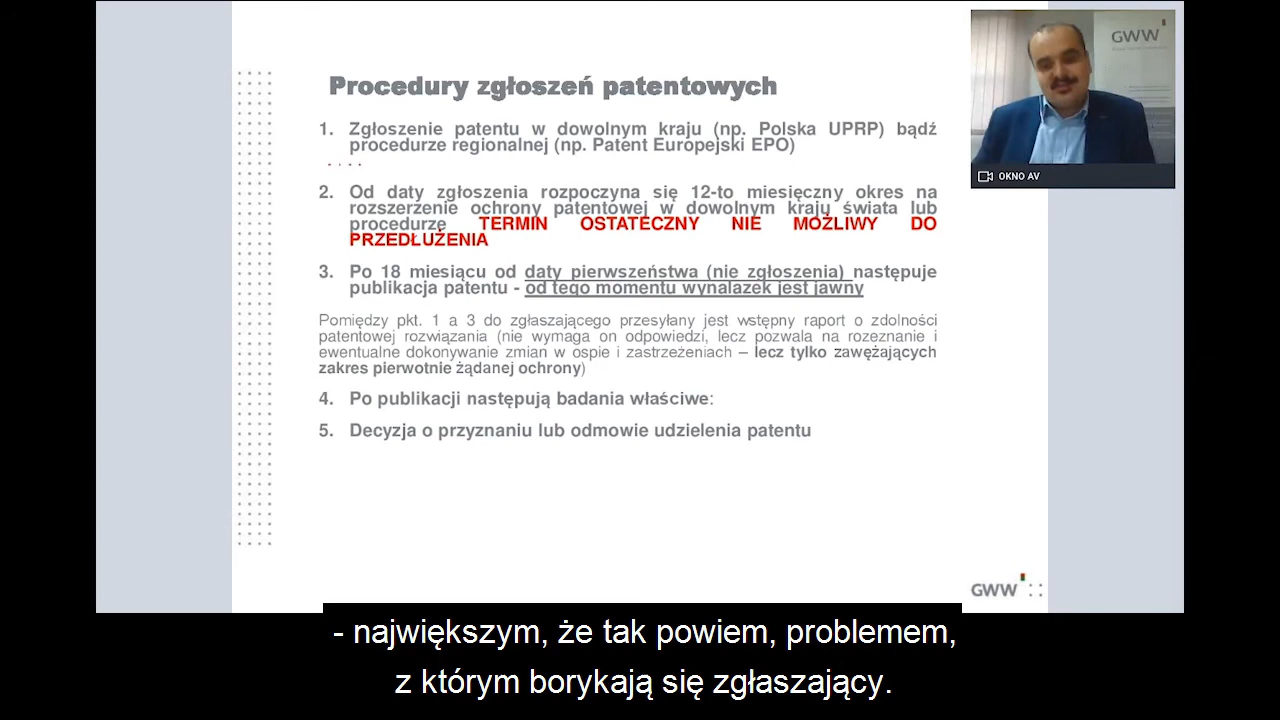 Procedury zgłoszeń patentowych
1. Zgłoszenie patentu w dowolnym kraju (np. Polska UPRP) bądź
procedurze regionalnej (np. Patent Europejski EPO)
2. Od daty zgłoszenia rozpoczyna się 12-to miesięczny okres na
rozszerzenie ochrony patentowej w dowolnym kraju świata lub
procedurzę TERMIN OSTATECZNY NIE MOŻLIWY DO
PRZEDŁUŻENIA
3. Po 18 miesiącu od daty pierwszeństwa (nie zgłoszenia) następuje
publikacja patentu - od tego momentu wynalazek jest jawny
Pomiędzy pkt. 1 a 3 do zgłaszającego przesyłany jest wstępny raport o zdolności
patentowej rozwiązania (nie wymaga on odpowiedzi, lecz pozwala na rozeznanie i
ewentualne dokonywanie zmian w ospie i zastrzeżeniach – lecz tylko zawężających
zakres pierwotnie żądanej ochrony)
4. Po publikacji następują badania właściwe:
5. Decyzja o przyznaniu lub odmowie udzielenia patentu
GWW
OKNO AV
GWW
- największym, że tak powiem, problemem,
z którym borykają się zgłaszający.